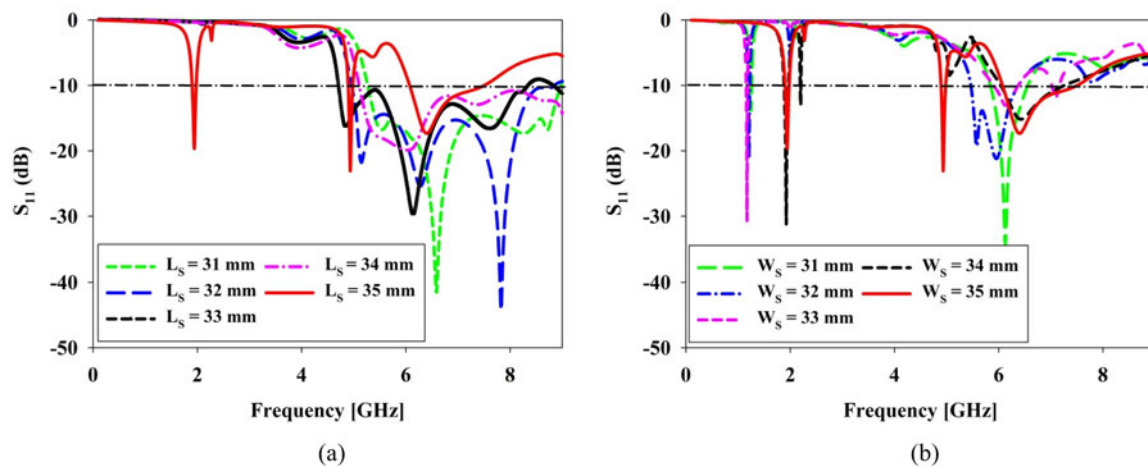 0
-10
-20
-30
-40
-50
S11 (dB)
LS = 31 mm
LS = 32 mm
LS = 33 mm
LS = 34 mm
LS = 35 mm
0 2 4 6 8
Frequency [GHz]
(a)
0
-10
-20
-30
-40
-50
S11 (dB)
WS = 31 mm
WS = 32 mm
WS = 33 mm
WS = 34 mm
WS = 35 mm
0 2 4 6 8
Frequency [GHz]
(b)